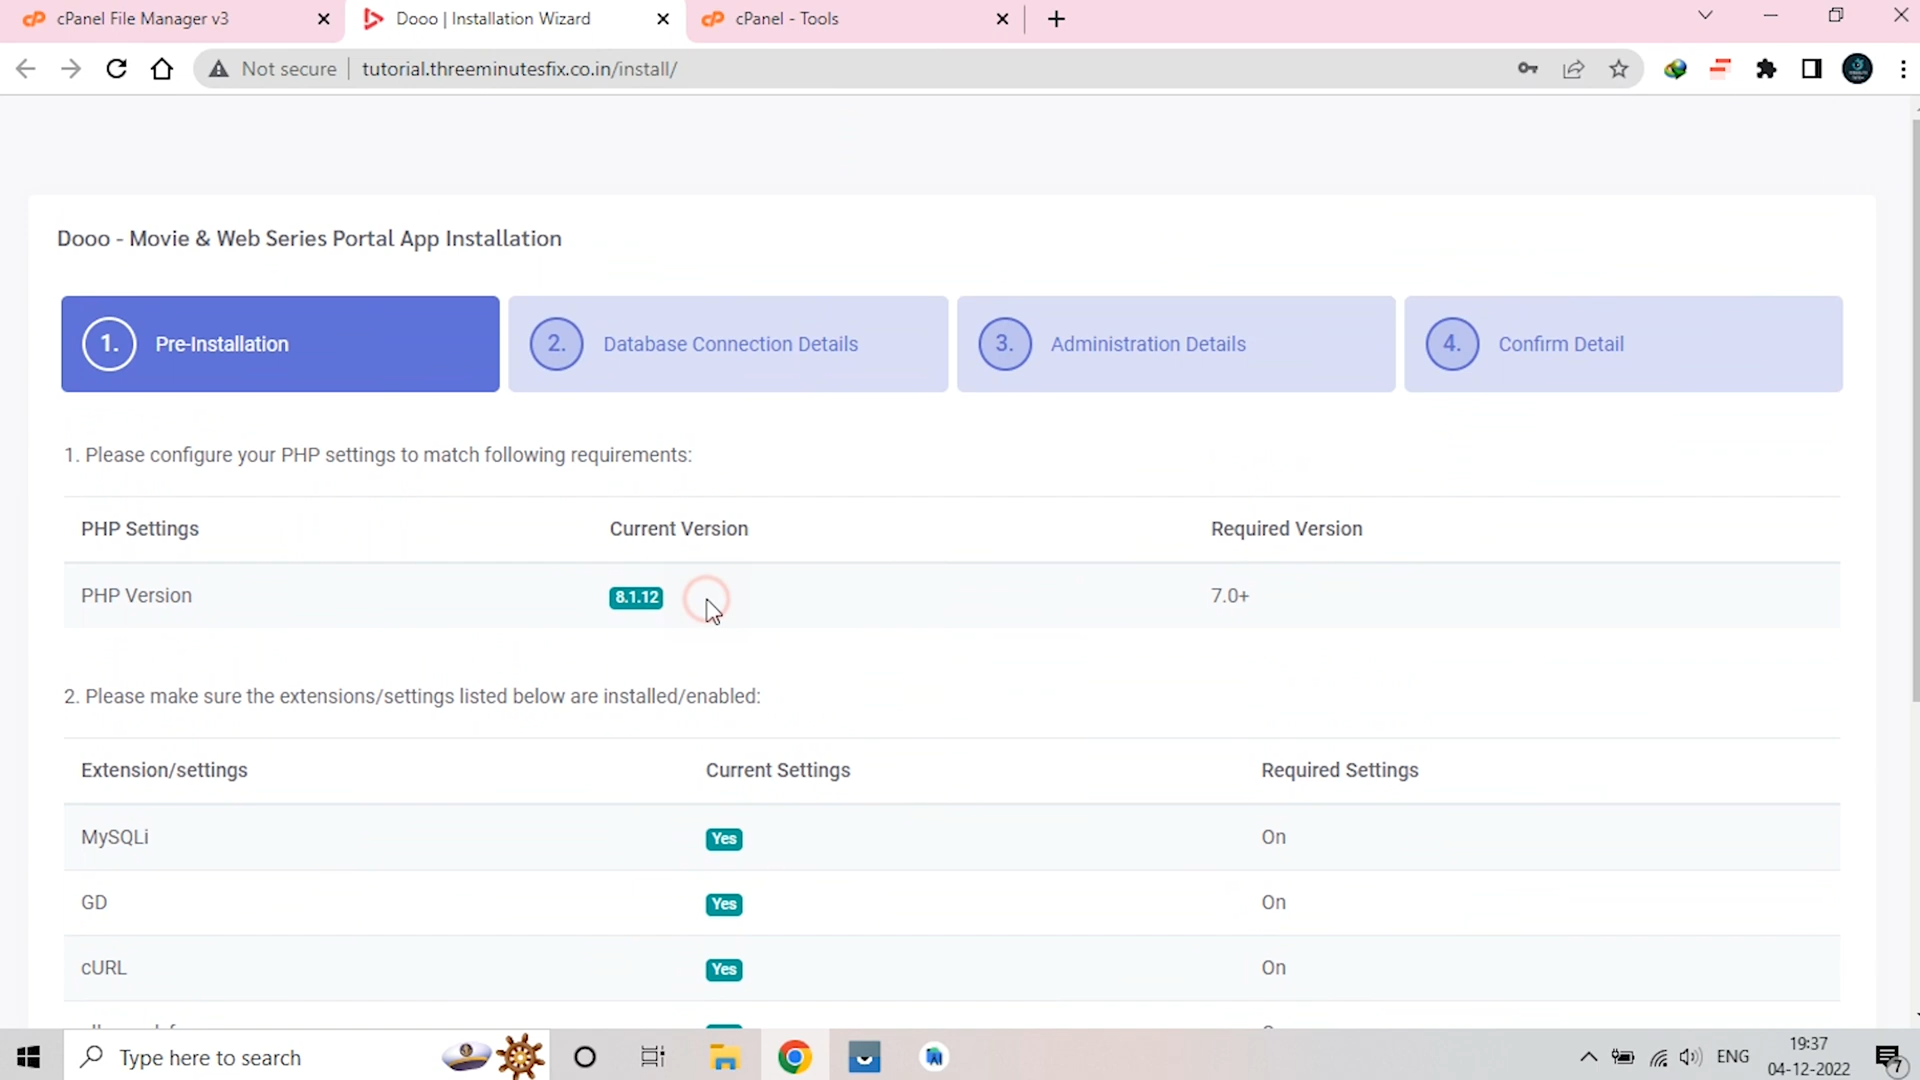 cPanel File Manager v3
Dooo | Installation Wizard
cPanel - Tools
Not secure
tutorial.threeminutesfix.co.in/install/
Dooo - Movie & Web Series Portal App Installation
1. Pre-Installation
2. Database Connection Details
3. Administration Details
4. Confirm Detail
1. Please configure your PHP settings to match following requirements:
PHP Settings Current Version Required Version
PHP Version 8.1.12 7.0+
2. Please make sure the extensions/settings listed below are installed/enabled:
Extension/settings Current Settings Required Settings
MySQLi Yes On
GD Yes On
cURL Yes On
Type here to search
ENG
19:37
04-12-2022
7